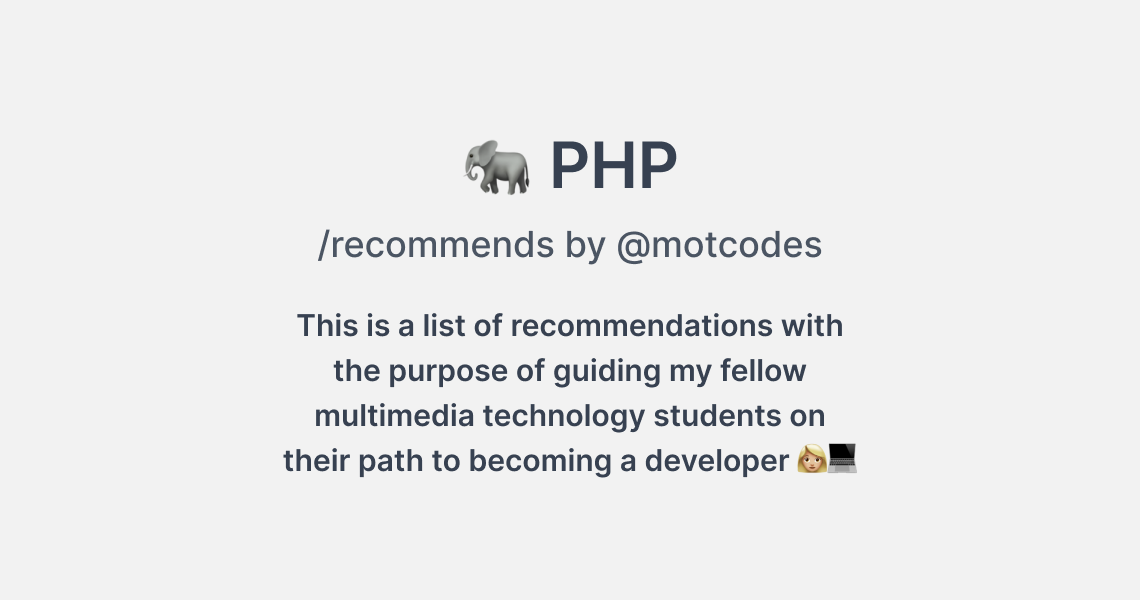 🐘 PHP
/recommends by @motcodes
This is a list of recommendations with
the purpose of guiding my fellow
multimedia technology students on
their path to becoming a developer 👩🏼💻